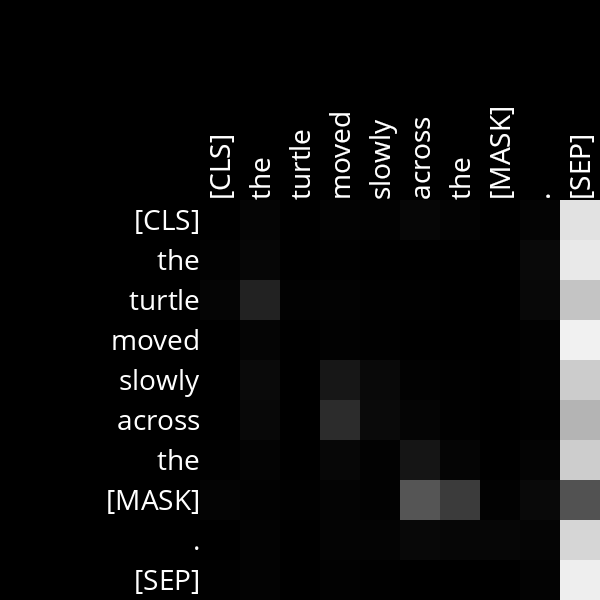 [CLS] the turtle moved slowly across the [MASK] . [SEP]
[CLS]
the
turtle
moved
slowly
across
the
[MASK]
.
[SEP]